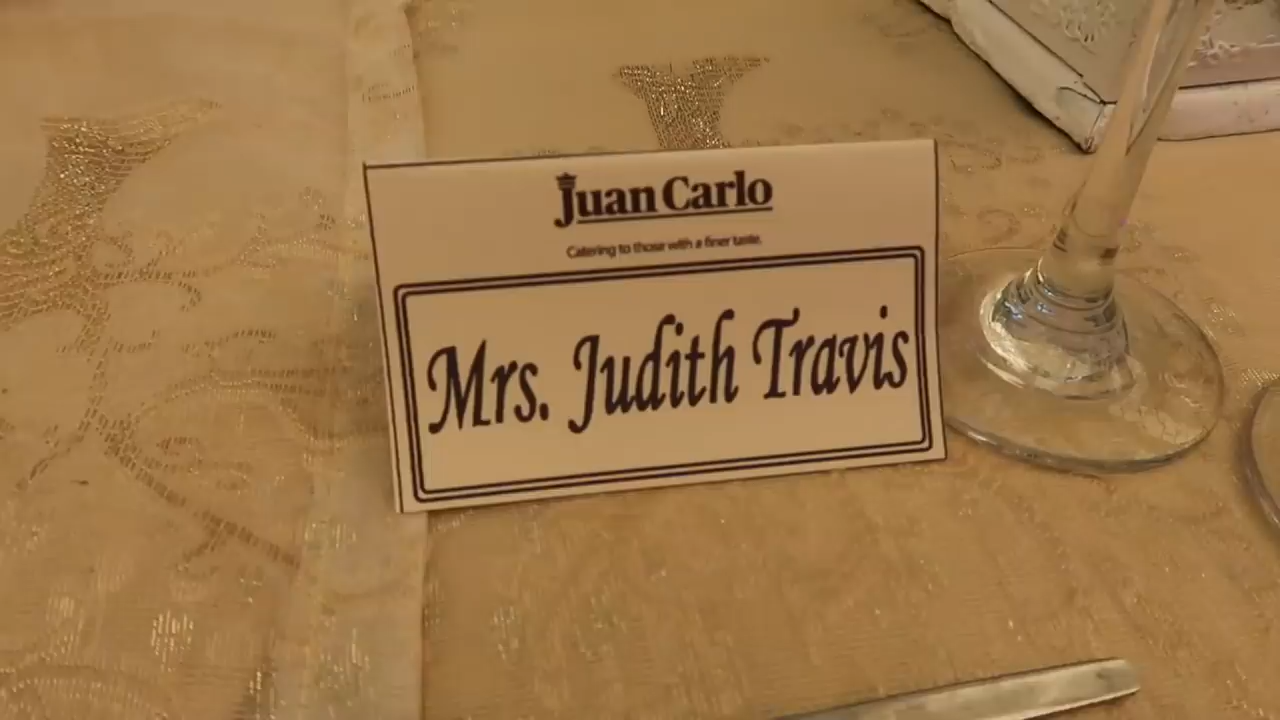 Juan Carlo
Catering to those with a finer taste.
Mrs. Judith Travis